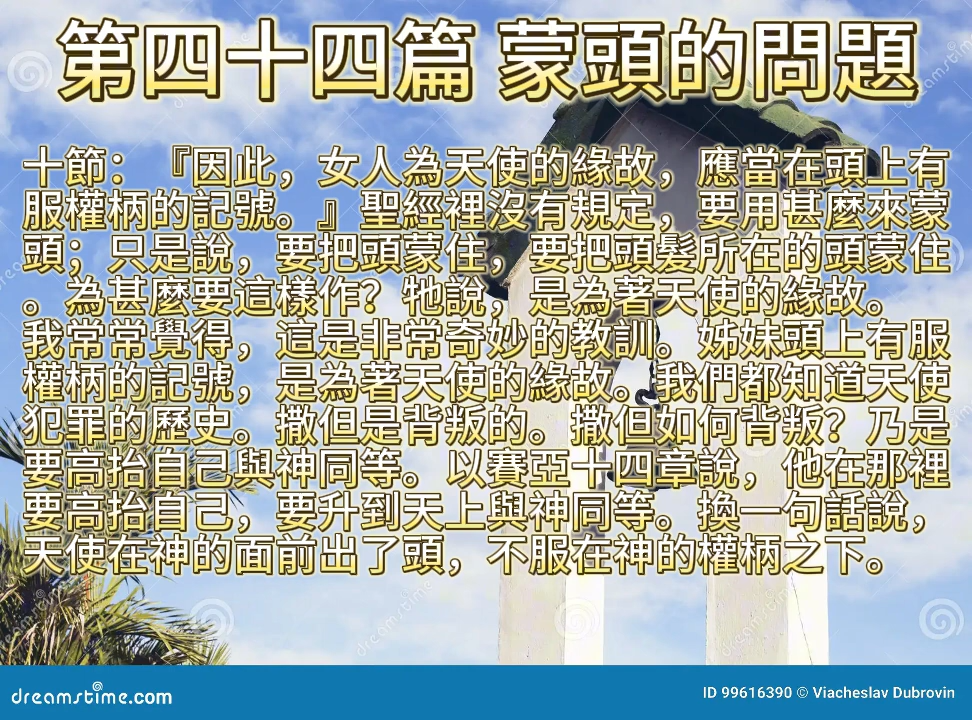 第四十四篇 蒙頭的問題
十節：『因此，女人為天使的緣故，應當在頭上有
服權柄的記號。』聖經裡沒有規定，要用甚麼來蒙
頭；只是說，要把頭蒙住，要把頭髮所在的頭蒙住
。為甚麼要這樣作？牠說，是為著天使的緣故。
我常常覺得，這是非常奇妙的教訓。姊妹頭上有服
權柄的記號，是為著天使的緣故。我們都知道天使
犯罪的歷史。撒但是背叛的。撒但如何背叛？乃是
要高抬自己與神同等。以賽亞十四章說，他在那裡
要高抬自己，要升到天上與神同等。換一句話說，
天使在神的面前出了頭，不服在神的權柄之下。
dreamstime.com
ID 99616390 © Viacheslav Dubrovin